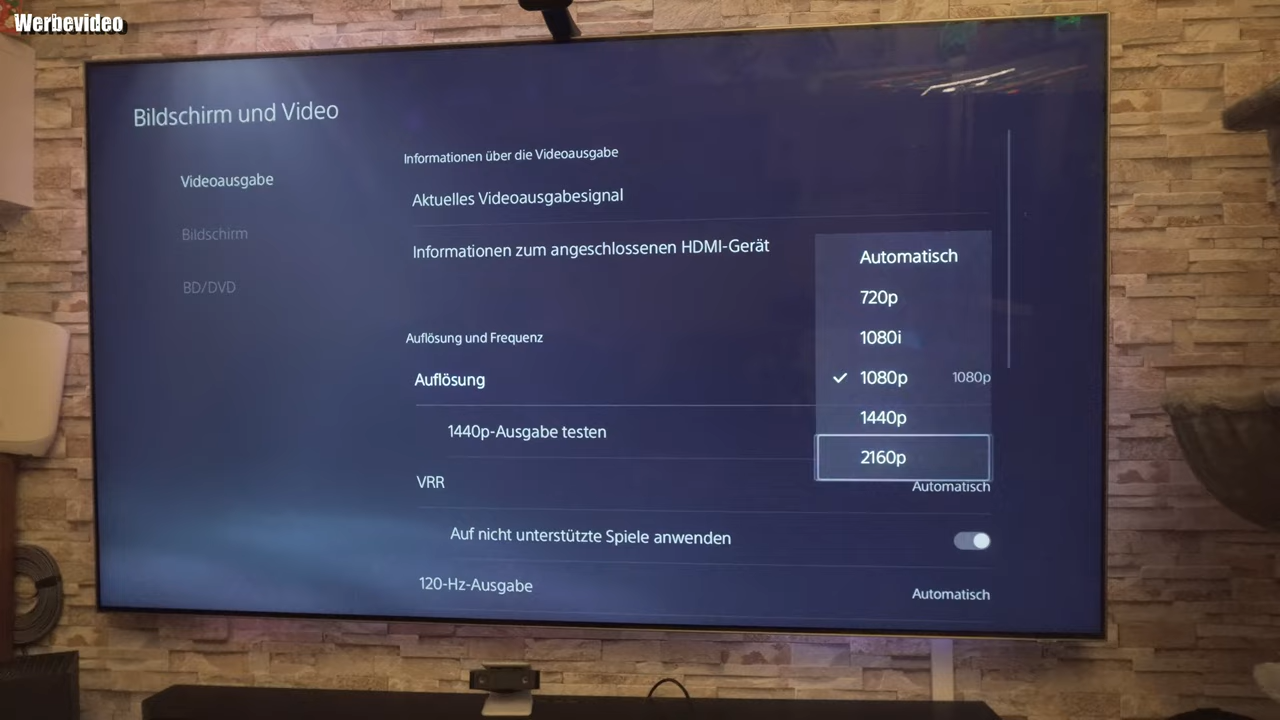 Werbevideo
Bildschirm und Video
Informationen über die Videoausgabe
Videoausgabe
Aktuelles Videoausgabesignal
Bildschirm
Informationen zum angeschlossenen HDMI-Gerät
Automatisch
BD/DVD
720p
Auflösung und Frequenz
1080i
Auflösung
1080p 1080p
1440p
1440p-Ausgabe testen
2160p
VRR
Automatisch
Auf nicht unterstützte Spiele anwenden
120-Hz-Ausgabe
Automatisch